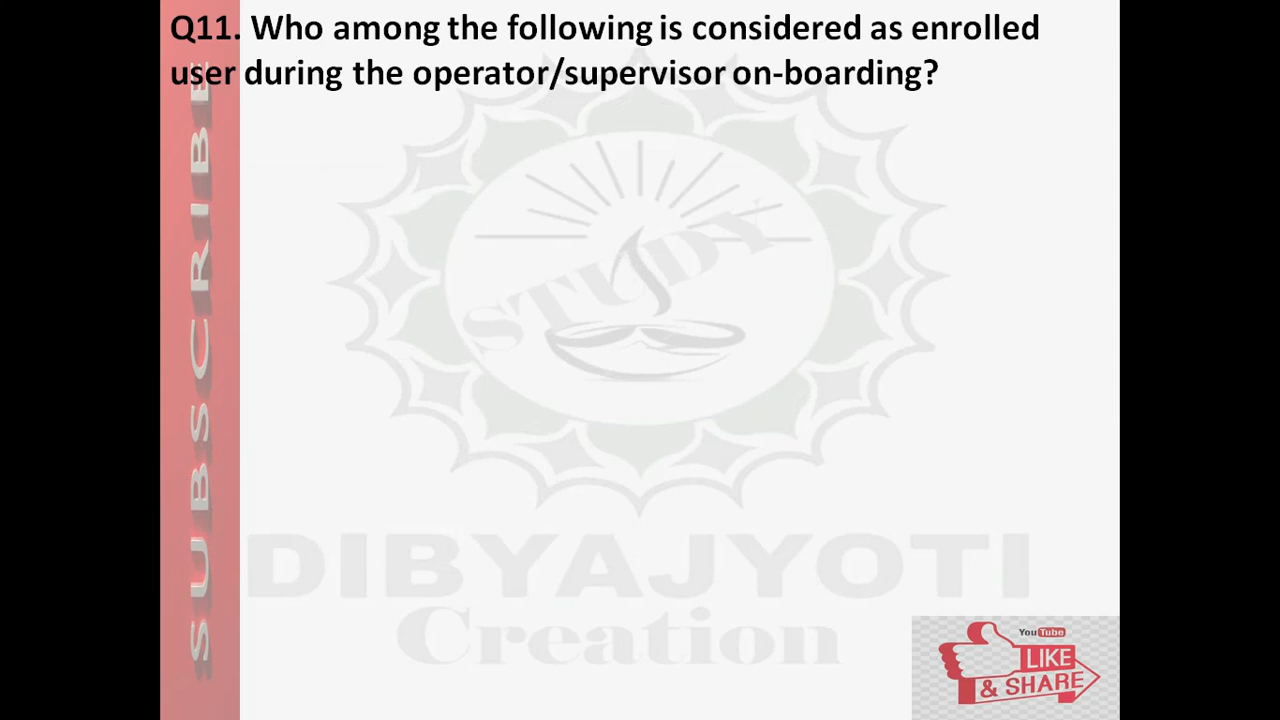 Q11. Who among the following is considered as enrolled
user during the operator/supervisor on-boarding?
SUBSCRIBE
STUDY
DIBYAJYOTI
Creation
YouTube
LIKE
& SHARE